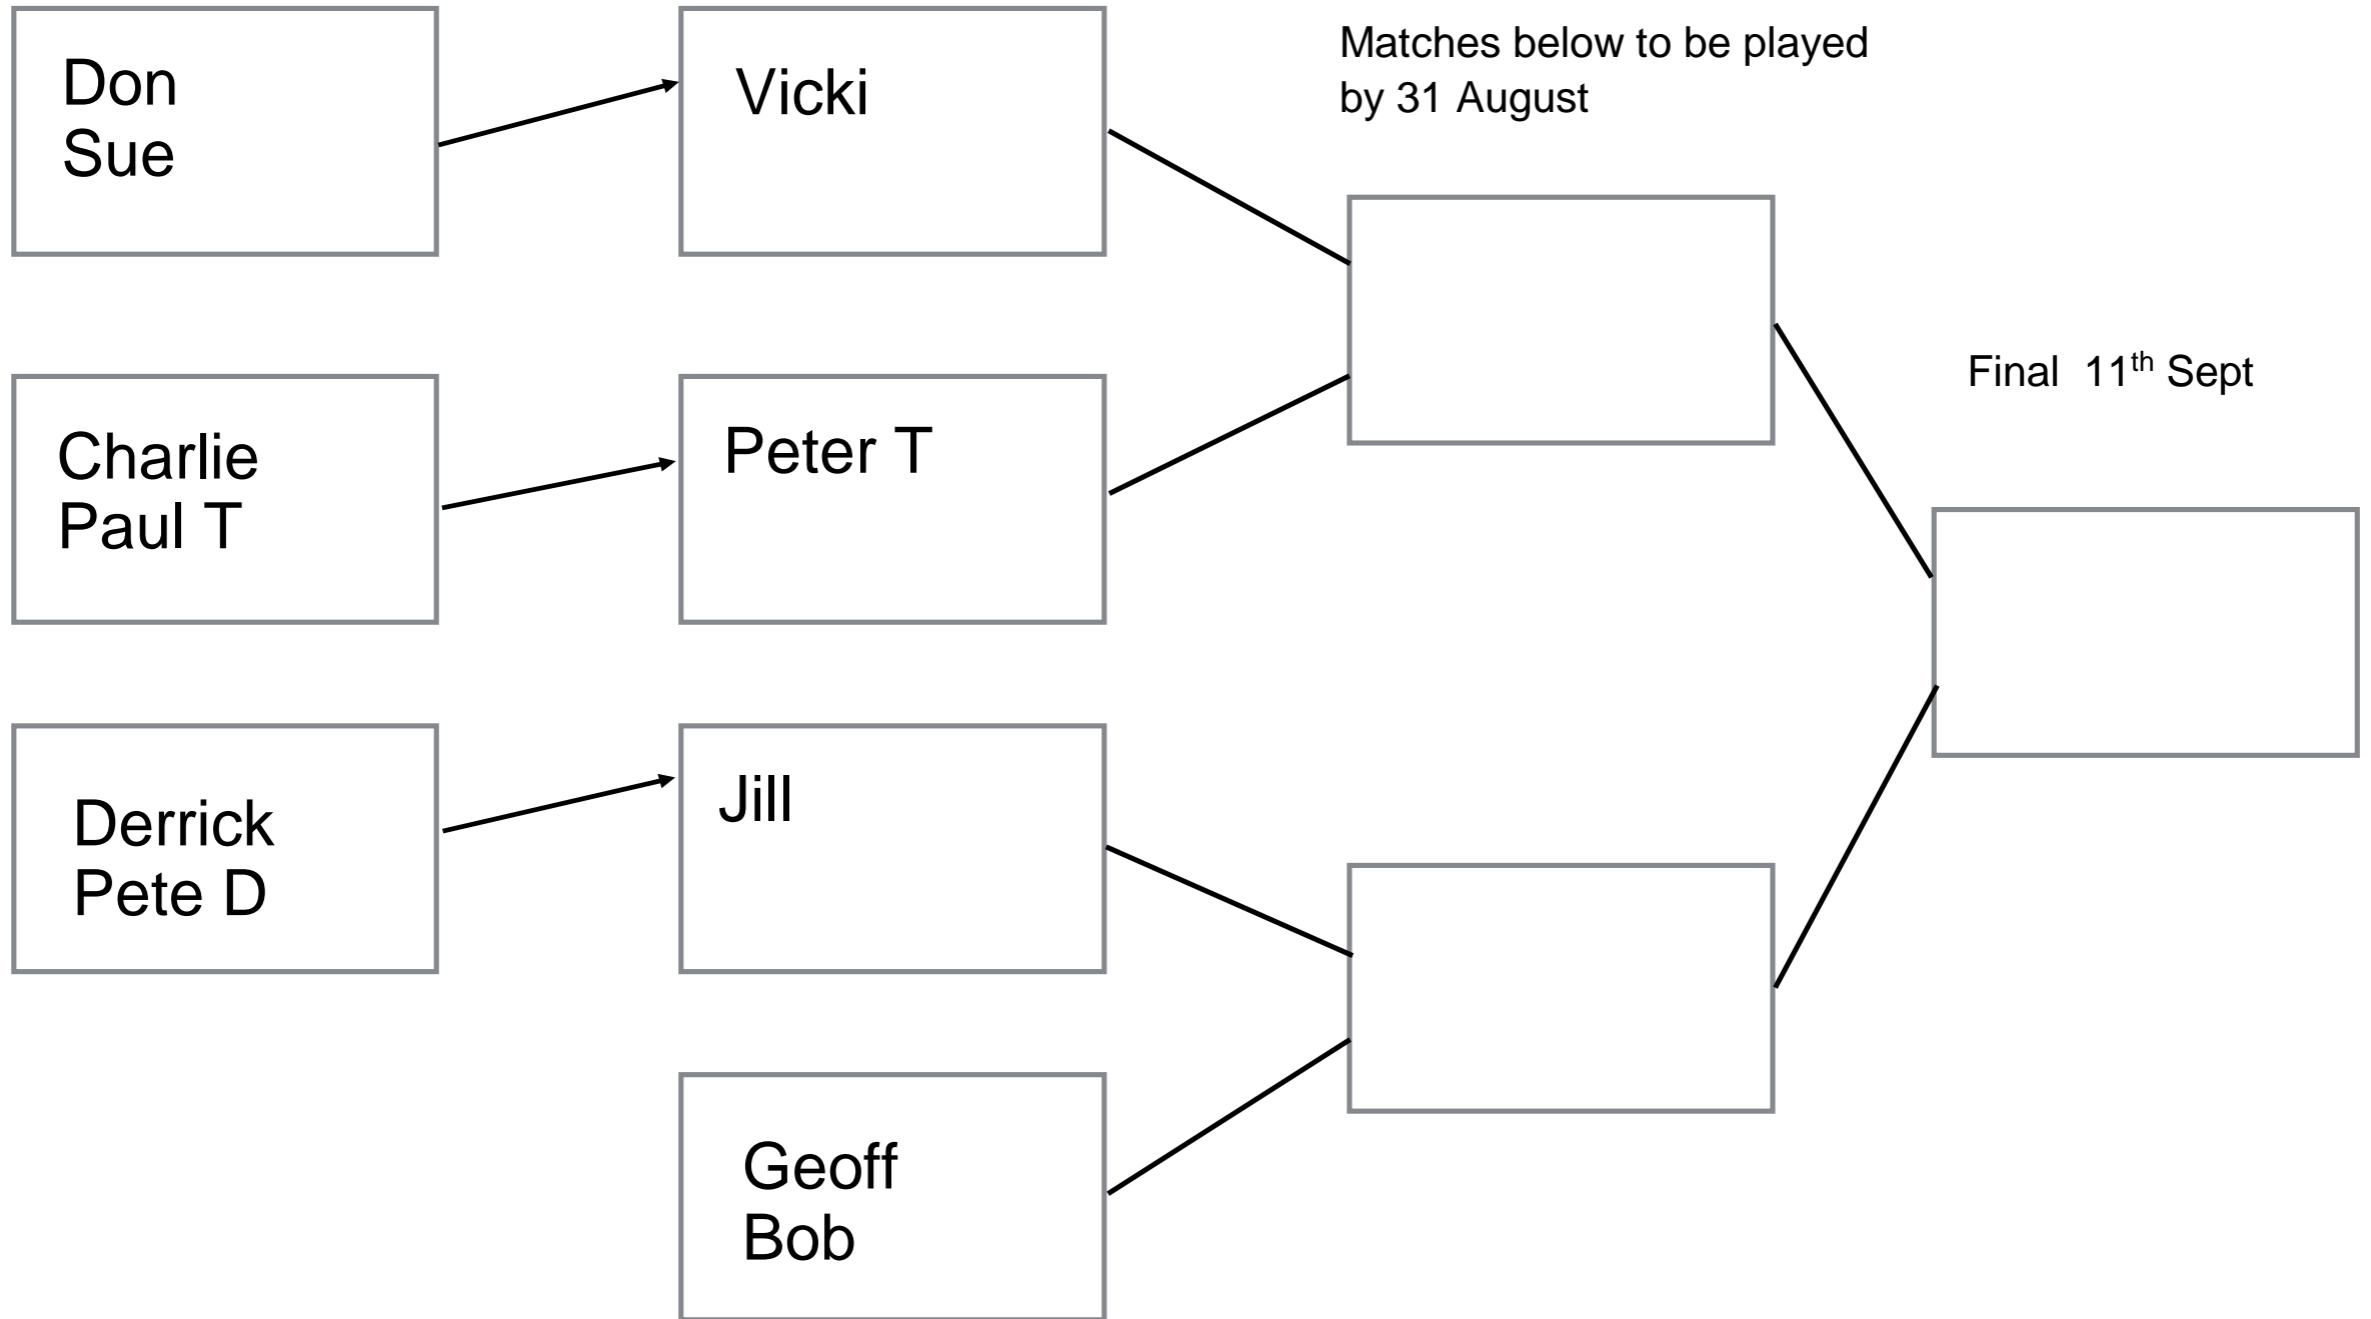 Don
Sue
Vicki
Matches below to be played
by 31 August
Charlie
Paul T
Peter T
Final 11th Sept
Derrick
Pete D
Jill
Geoff
Bob